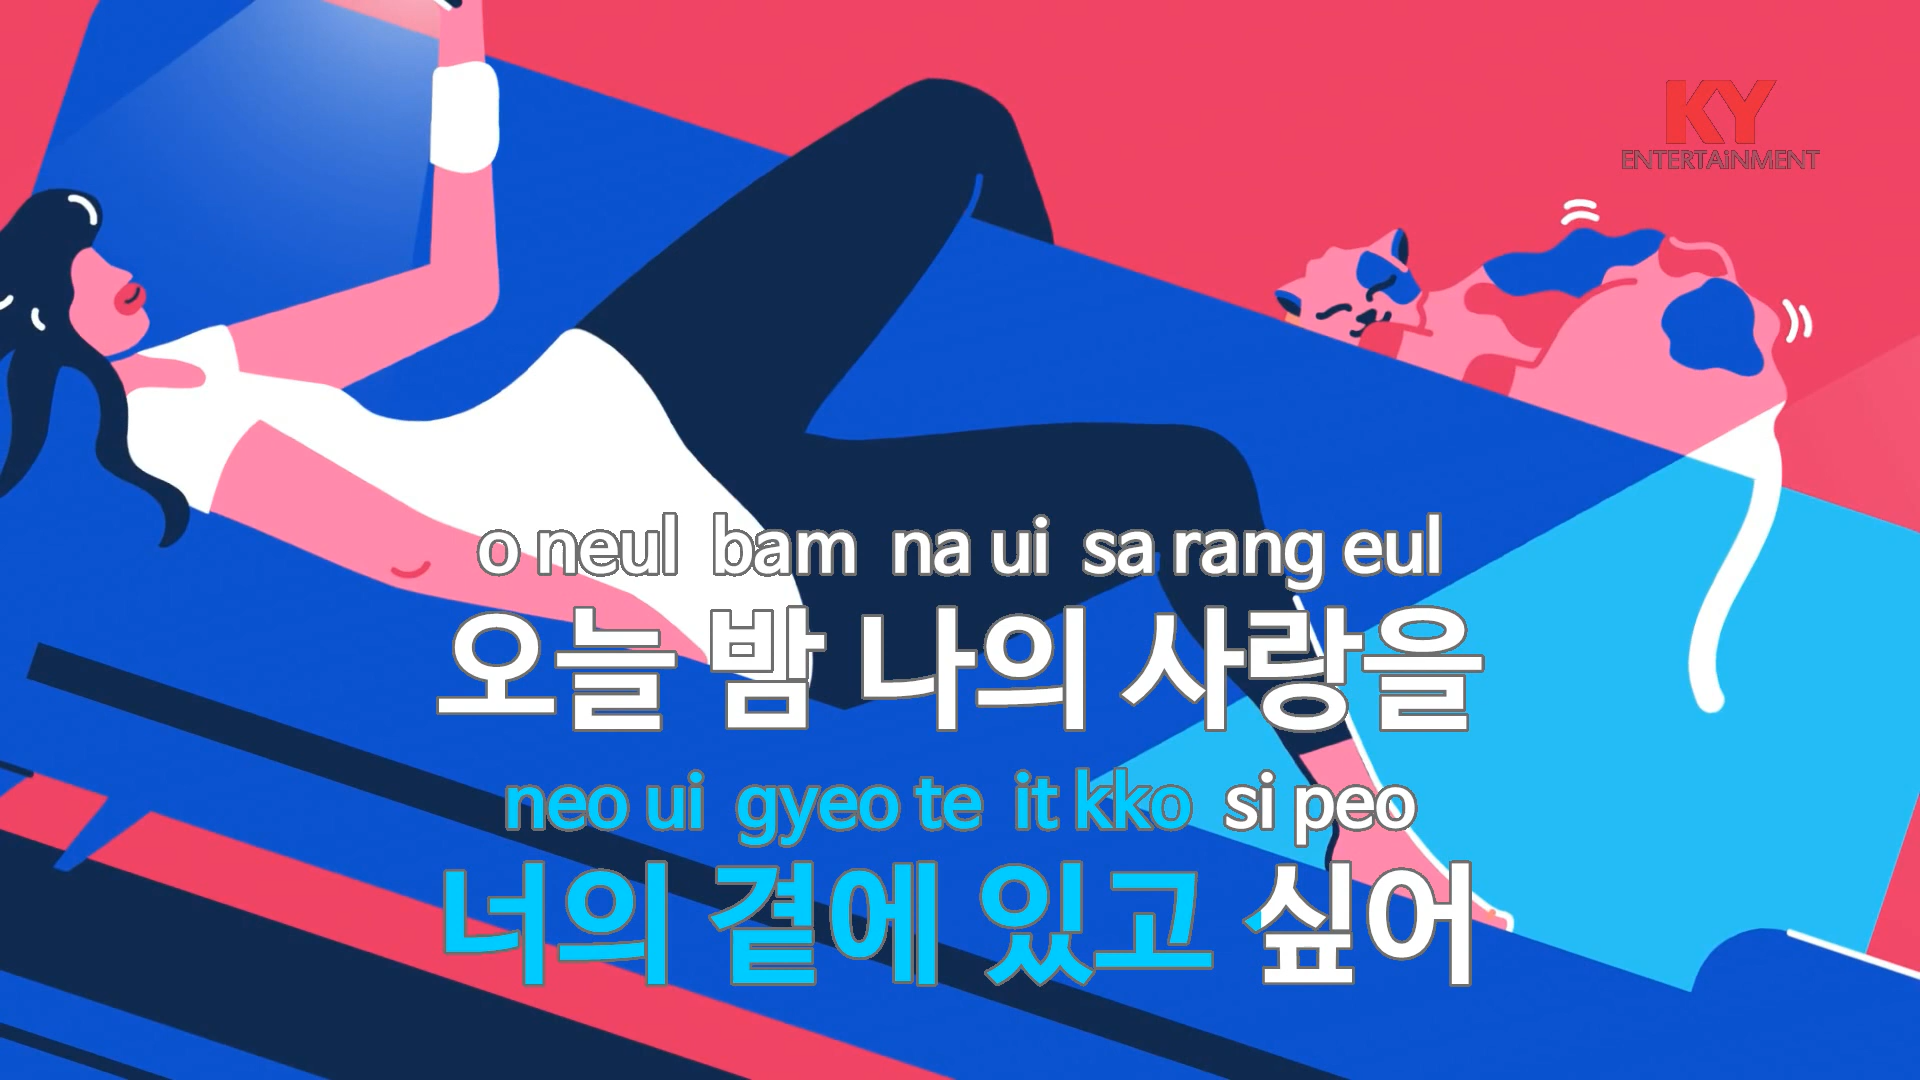 KY
ENTERTAiNMENT
o neul bam na ui sa rang eul
오늘 밤 나의 사랑을
neo ui gyeo te it kko si peo
너의 곁에 있고 싶어